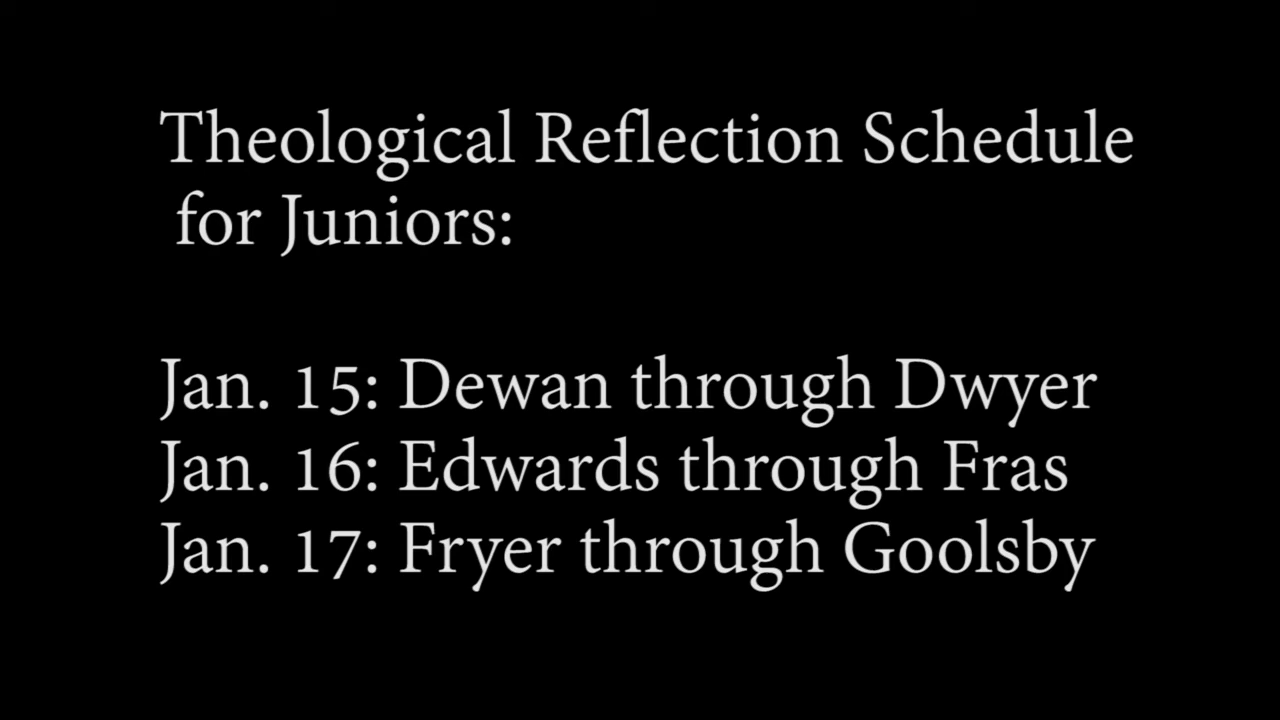 Theological Reflection Schedule
for Juniors:
Jan. 15: Dewan through Dwyer
Jan. 16: Edwards through Fras
Jan. 17: Fryer through Goolsby